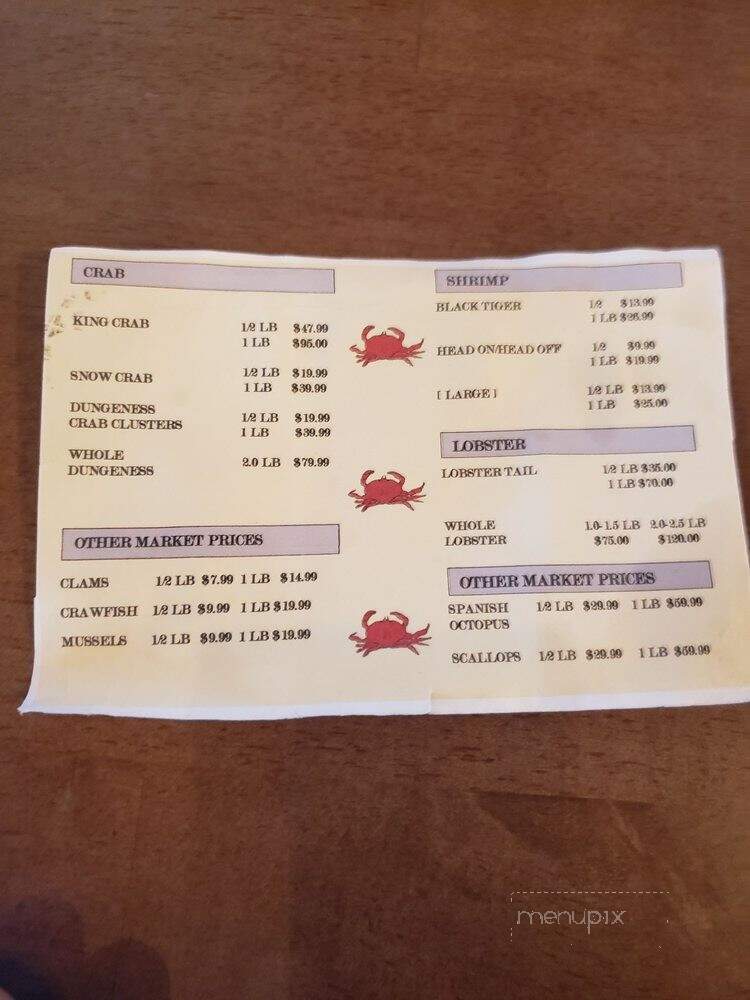 CRAB
KING CRAB 1/2 LB $47.99
1 LB $95.00
SNOW CRAB 1/2 LB $19.99
1 LB $39.99
DUNGENESS
CRAB CLUSTERS 1/2 LB $19.99
1 LB $39.99
WHOLE
DUNGENESS 2.0 LB $79.99
OTHER MARKET PRICES
CLAMS 1/2 LB $7.99 1 LB $14.99
CRAWFISH 1/2 LB $9.99 1 LB $19.99
MUSSELS 1/2 LB $9.99 1 LB $19.99
SHRIMP
BLACK TIGER 1/2 $13.99
1 LB $26.99
HEAD ON/HEAD OFF 1/2 $9.99
1 LB $19.99
[ LARGE ] 1/2 LB $13.99
1 LB $25.00
LOBSTER
LOBSTER TAIL 1/2 LB $35.00
1 LB $70.00
WHOLE 1.0-1.5 LB 2.0-2.5 LB
LOBSTER $75.00 $120.00
OTHER MARKET PRICES
SPANISH 1/2 LB $29.99 1 LB $59.99
OCTOPUS
SCALLOPS 1/2 LB $29.99 1 LB $59.99
menupix